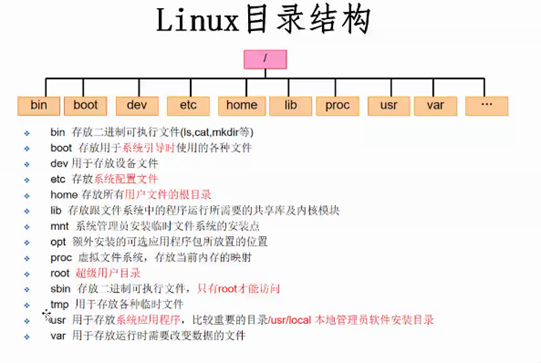 Linux目录结构
/
bin boot dev etc home lib proc usr var …
bin 存放二进制可执行文件(ls,cat,mkdir等)
boot 存放用于系统引导时使用的各种文件
dev 用于存放设备文件
etc 存放系统配置文件
home 存放所有用户文件的根目录
lib 存放跟文件系统中的程序运行所需要的共享库及内核模块
mnt 系统管理员安装临时文件系统的安装点
opt 额外安装的可选应用程序包所放置的位置
proc 虚拟文件系统，存放当前内存的映射
root 超级用户目录
sbin 存放二进制可执行文件，只有root才能访问
tmp 用于存放各种临时文件
usr 用于存放系统应用程序，比较重要的目录/usr/local 本地管理员软件安装目录
var 用于存放运行时需要改变数据的文件